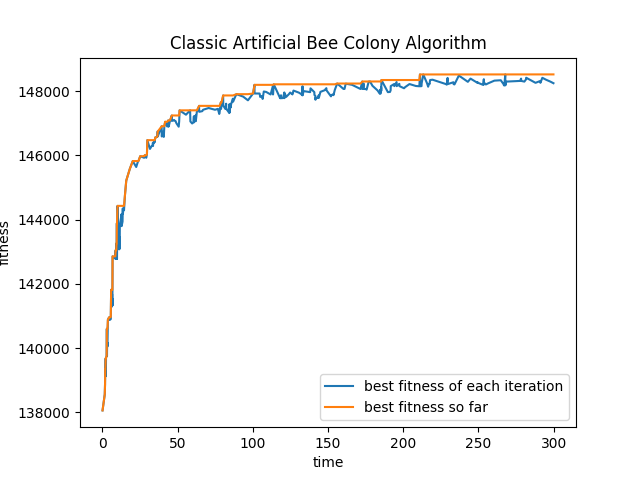 Classic Artificial Bee Colony Algorithm
148000
146000
144000
142000
140000
138000
fitness
best fitness of each iteration
best fitness so far
0 50 100 150 200 250 300
time